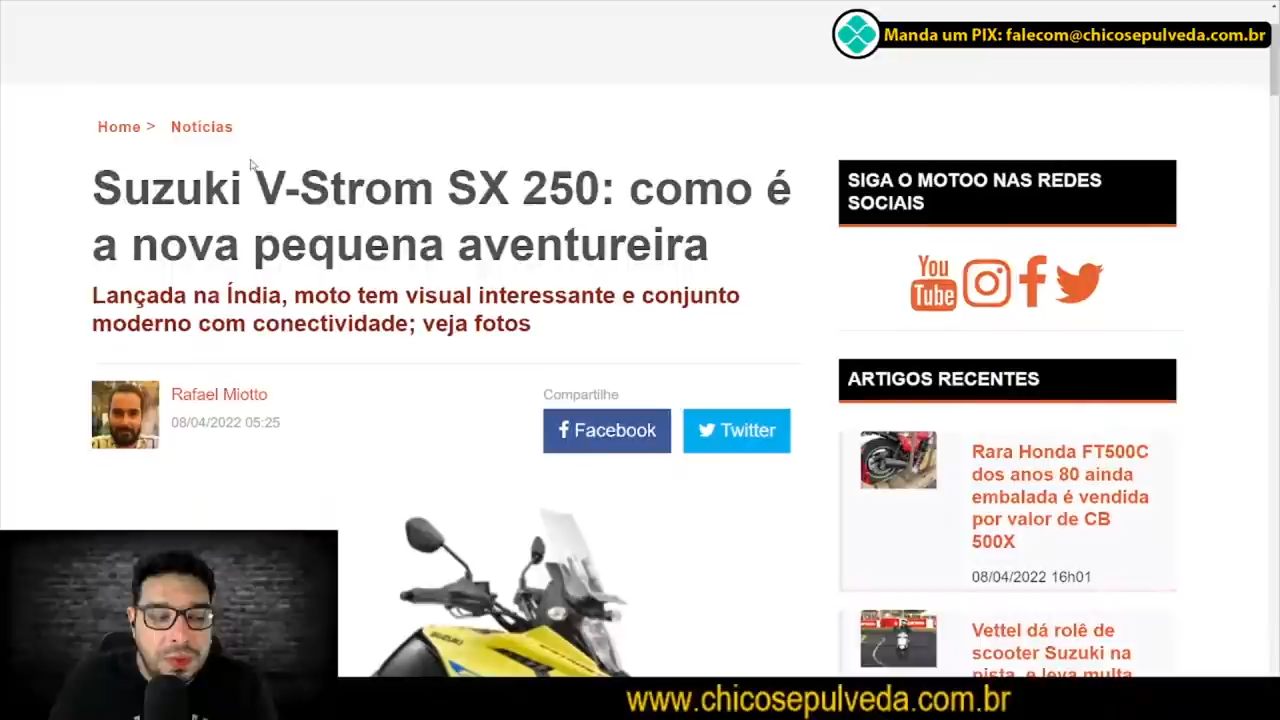 Manda um PIX: falecom@chicosepulveda.com.br
Home > Notícias
Suzuki V-Strom SX 250: como é
a nova pequena aventureira
Lançada na Índia, moto tem visual interessante e conjunto
moderno com conectividade; veja fotos
Rafael Miotto
08/04/2022 05:25
Compartilhe
Facebook
Twitter
SUZUKI
SIGA O MOTOO NAS REDES
SOCIAIS
You
Tube
ARTIGOS RECENTES
Rara Honda FT500C
dos anos 80 ainda
embalada é vendida
por valor de CB
500X
08/04/2022 16h01
Vettel dá rolê de
scooter Suzuki na
pista, e leva multa
www.chicosepulveda.com.br